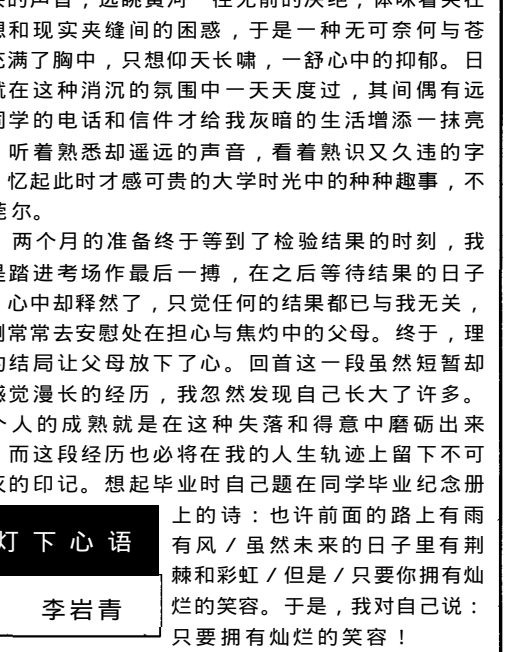 的声音，远眺黄河一往无前的决绝，体味着夹在
想和现实夹缝间的困惑，于是一种无可奈何与苍
充满了胸中，只想仰天长啸，一舒心中的抑郁。日
就在这种消沉的氛围中一天天度过，其间偶有远
同学的电话和信件才给我灰暗的生活增添一抹亮
，听着熟悉却遥远的声音，看着熟识又久违的字
，忆起此时才感可贵的大学时光中的种种趣事，不
莞尔。
两个月的准备终于等到了检验结果的时刻，我
是踏进考场作最后一搏，在之后等待结果的日子
，心中却释然了，只觉任何的结果都已与我无关，
倒常常去安慰处在担心与焦灼中的父母。终于，理
的结局让父母放下了心。回首这一段虽然短暂却
感觉漫长的经历，我忽然发现自己长大了许多。
个人的成熟就是在这种失落和得意中磨砺出来
，而这段经历也必将在我的人生轨迹上留下不可
灭的印记。想起毕业时自己题在同学毕业纪念册
上的诗：也许前面的路上有雨
有风/虽然未来的日子里有荆
棘和彩虹/但是/只要你拥有灿
烂的笑容。于是，我对自己说：
只要拥有灿烂的笑容！
灯下心语
李岩青